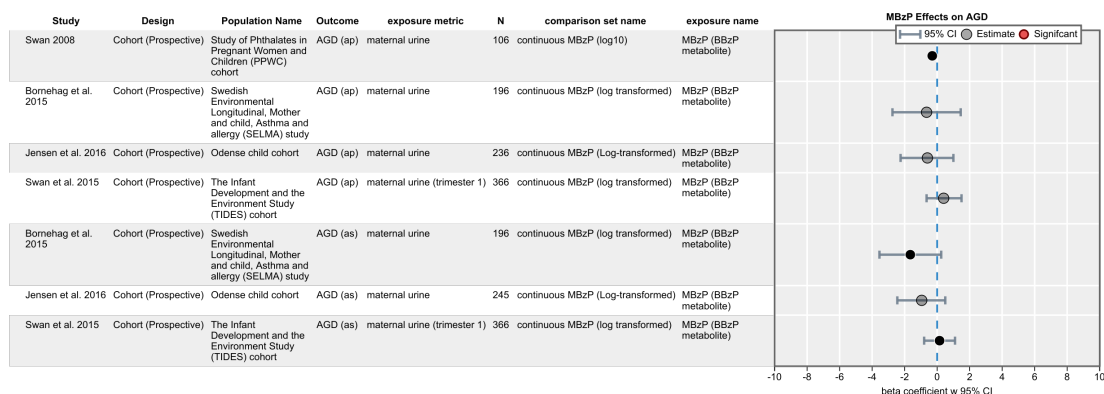 MBzP Effects on AGD
Study Design Population Name Outcome exposure metric N comparison set name exposure name
95% CI Estimate Signifcant
Swan 2008 Cohort (Prospective) Study of Phthalates in AGD (ap) maternal urine 106 continuous MBzP (log10) MBzP (BBzP
Pregnant Women and metabolite)
Children (PPWC)
cohort
Bornehag et al. Cohort (Prospective) Swedish AGD (ap) maternal urine 196 continuous MBzP (log transformed) MBzP (BBzP
2015 Environmental metabolite)
Longitudinal, Mother
and child, Asthma and
allergy (SELMA) study
Jensen et al. 2016 Cohort (Prospective) Odense child cohort AGD (ap) maternal urine 236 continuous MBzP (Log-transformed) MBzP (BBzP
metabolite)
Swan et al. 2015 Cohort (Prospective) The Infant AGD (ap) maternal urine (trimester 1) 366 continuous MBzP (log transformed) MBzP (BBzP
Development and the metabolite)
Environment Study
(TIDES) cohort
Bornehag et al. Cohort (Prospective) Swedish AGD (as) maternal urine 196 continuous MBzP (log transformed) MBzP (BBzP
2015 Environmental metabolite)
Longitudinal, Mother
and child, Asthma and
allergy (SELMA) study
Jensen et al. 2016 Cohort (Prospective) Odense child cohort AGD (as) maternal urine 245 continuous MBzP (Log-transformed) MBzP (BBzP
metabolite)
Swan et al. 2015 Cohort (Prospective) The Infant AGD (as) maternal urine (trimester 1) 366 continuous MBzP (log transformed) MBzP (BBzP
Development and the metabolite)
Environment Study
(TIDES) cohort
-10 -8 -6 -4 -2 0 2 4 6 8 10
beta coefficient w 95% CI